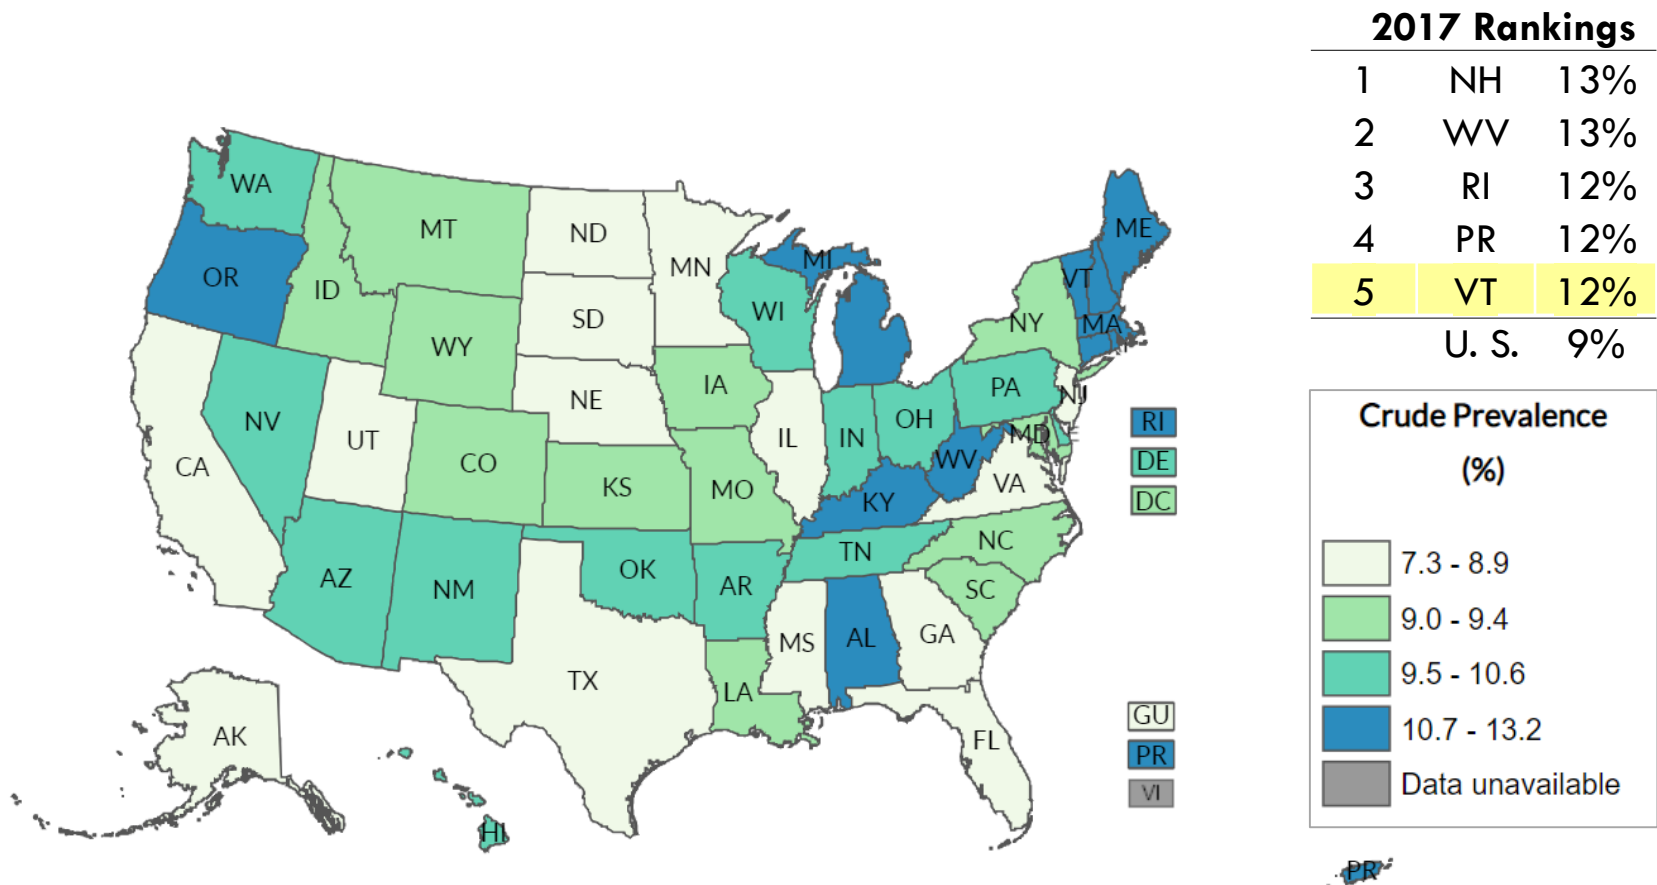 2017 Rankings
1 NH 13%
2 WV 13%
3 RI 12%
4 PR 12%
5 VT 12%
U. S. 9%
Crude Prevalence
(%)
7.3 - 8.9
9.0 - 9.4
9.5 - 10.6
10.7 - 13.2
Data unavailable
PR
WA
MT
ND
MN
OR
ID
SD
WI
MI
ME
VT
MA
NY
WY
NE
IA
PA
NJ
NV
UT
CO
IL
IN
OH
MD
CA
KS
MO
KY
WV
VA
AZ
NM
OK
AR
TN
NC
SC
TX
LA
MS
AL
GA
FL
AK
HI
RI
DE
DC
GU
PR
VI